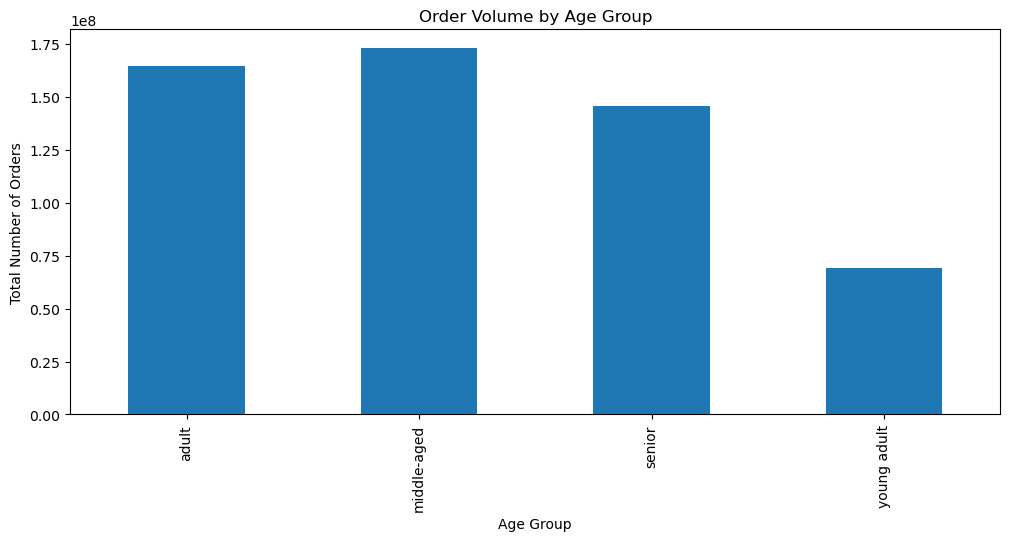 Order Volume by Age Group
1e8
1.75
1.50
1.25
1.00
0.75
0.50
0.25
0.00
Total Number of Orders
adult
middle-aged
senior
young adult
Age Group